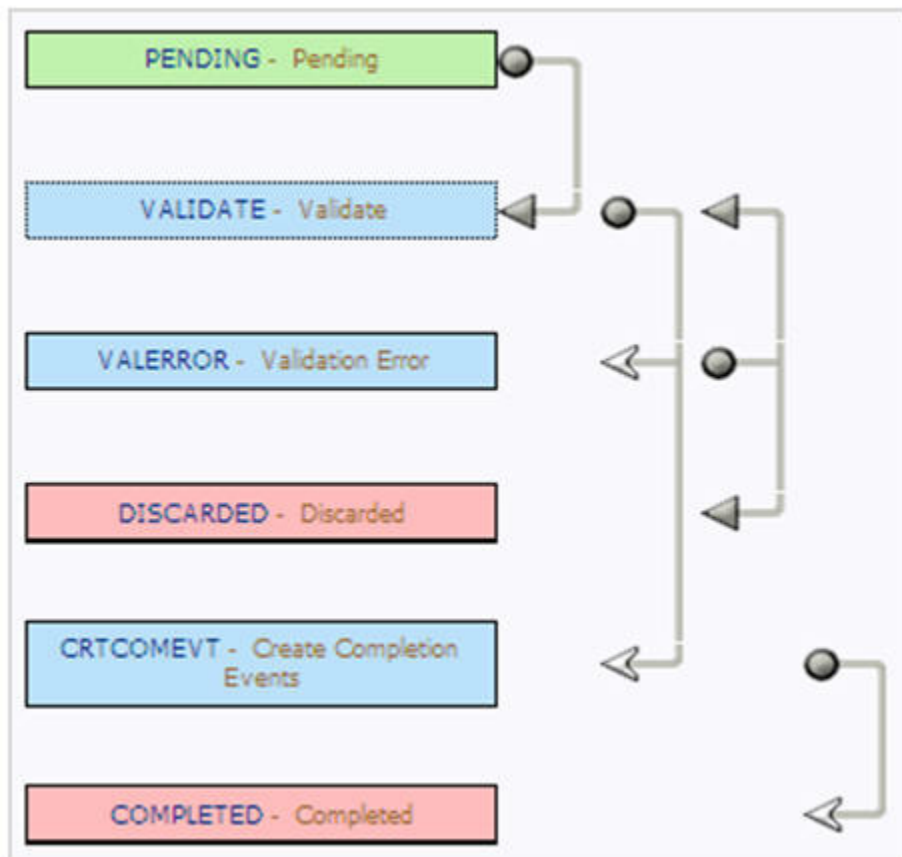 PENDING - Pending
VALIDATE - Validate
VALERROR - Validation Error
DISCARDED - Discarded
CRTCOMEVT - Create Completion
Events
COMPLETED - Completed